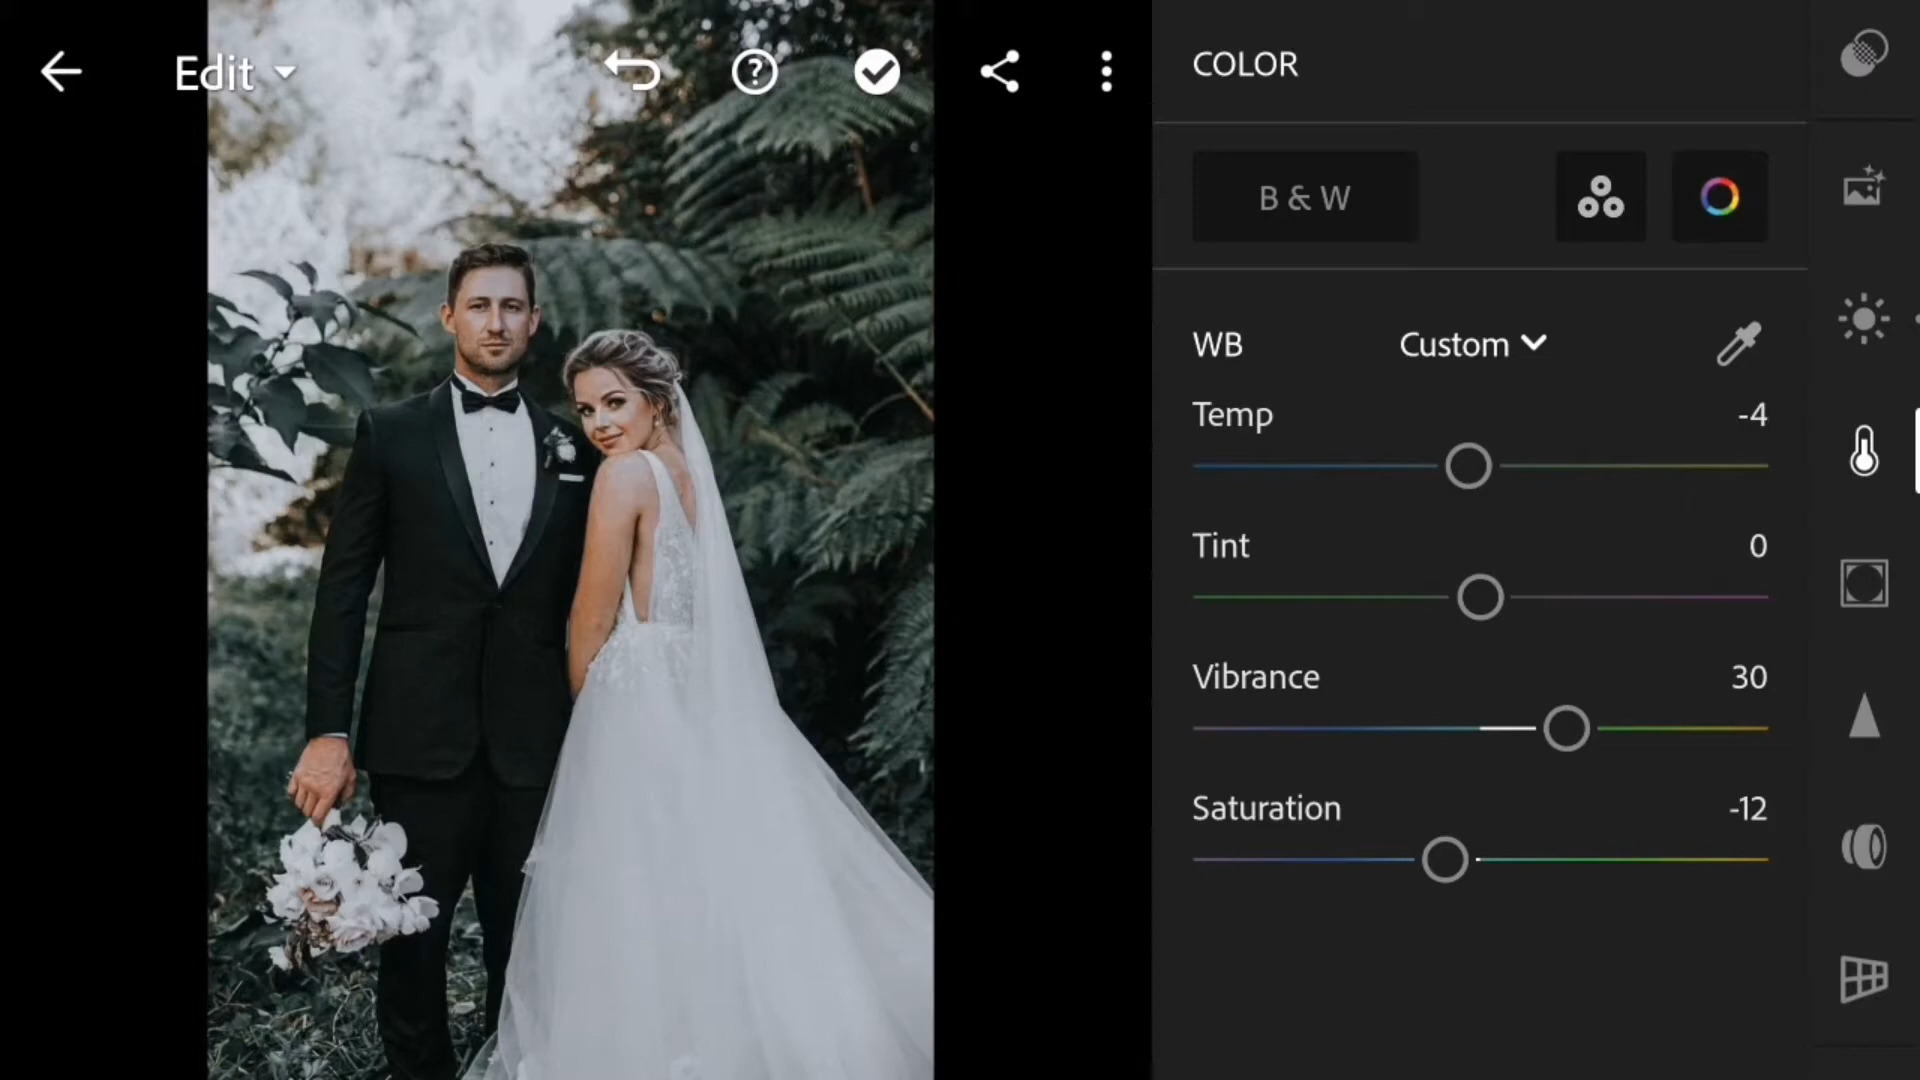 Edit
COLOR
B & W
WB Custom
Temp -4
Tint 0
Vibrance 30
Saturation -12